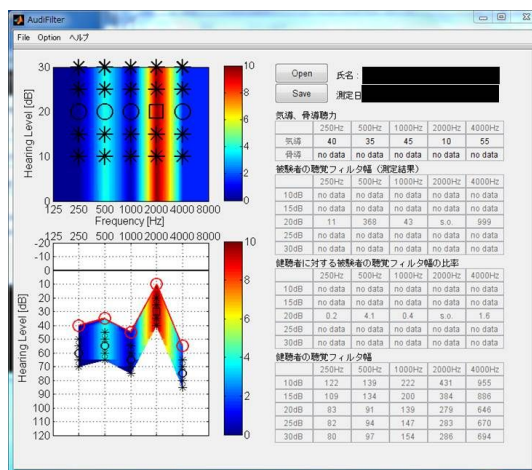 AudiFilter
File Option ヘルプ
30
20
10
0
Hearing Level [dB]
125 250 500 1000 2000 4000 8000
Frequency [Hz]
10
8
6
4
2
0
125 250 500 1000 2000 4000 8000
-20
-10
0
10
20
30
40
50
60
70
80
90
100
110
120
Hearing Level [dB]
10
8
6
4
2
0
Open 氏名:
Save 測定日
気導、骨導聴力
250Hz 500Hz 1000Hz 2000Hz 4000Hz
気導 40 35 45 10 55
骨導 no data no data no data no data no data
被験者の聴覚フィルタ幅(測定結果)
250Hz 500Hz 1000Hz 2000Hz 4000Hz
10dB no data no data no data no data no data
15dB no data no data no data no data no data
20dB 11 368 43 s.o. 999
25dB no data no data no data no data no data
30dB no data no data no data no data no data
健聴者に対する被験者の聴覚フィルタ幅の比率
250Hz 500Hz 1000Hz 2000Hz 4000Hz
10dB no data no data no data no data no data
15dB no data no data no data no data no data
20dB 0.2 4.1 0.4 s.o. 1.6
25dB no data no data no data no data no data
30dB no data no data no data no data no data
健聴者の聴覚フィルタ幅
250Hz 500Hz 1000Hz 2000Hz 4000Hz
10dB 122 139 222 431 955
15dB 109 134 200 384 886
20dB 83 91 139 279 646
25dB 82 94 147 283 670
30dB 80 97 154 286 694